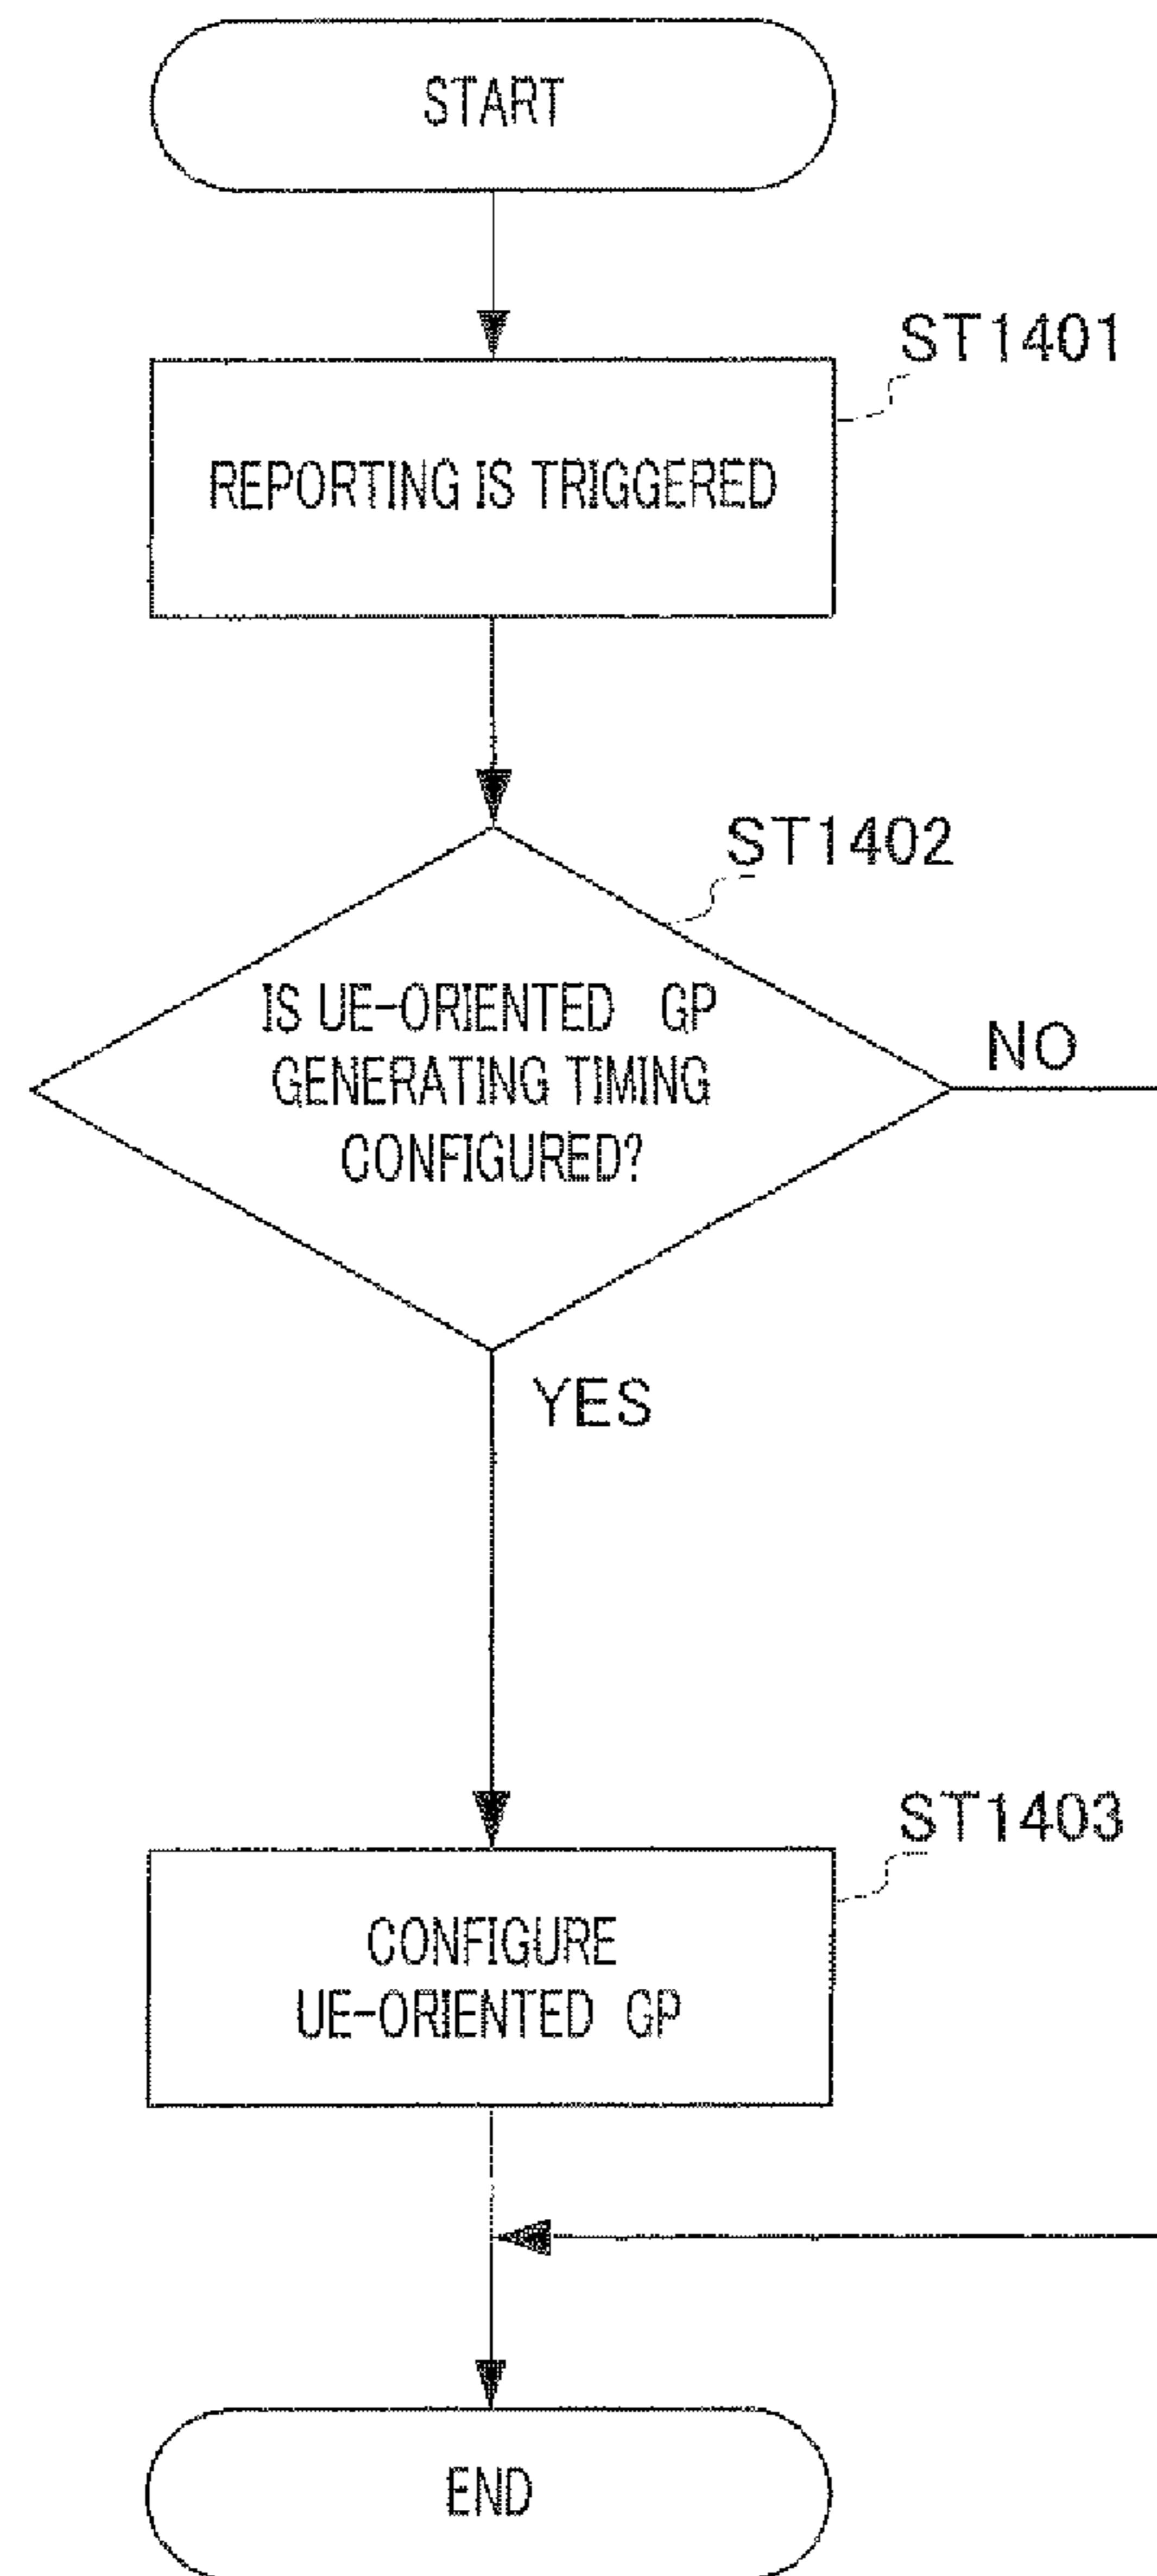 START
ST1401
REPORTING IS TRIGGERED
ST1402
IS UE-ORIENTED GP
GENERATING TIMING
CONFIGURED?
NO
YES
ST1403
CONFIGURE
UE-ORIENTED GP
END